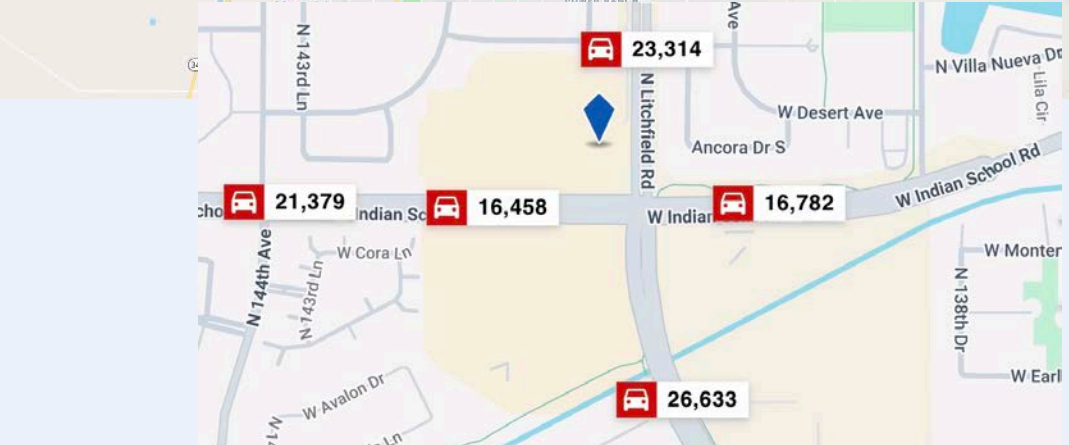 23,314
N 143rd Ln
Ave
N Villa Nueva Dr
Lila Cir
N Litchfield Rd
W Desert Ave
Ancora Dr S
W Indian School Rd
21,379
Indian Sc
16,458
W Indian
16,782
W Cora Ln
N 144th Ave
N 143rd Ln
W Monter
N 138th Dr
W Avalon Dr
26,633
W Earl
Ln